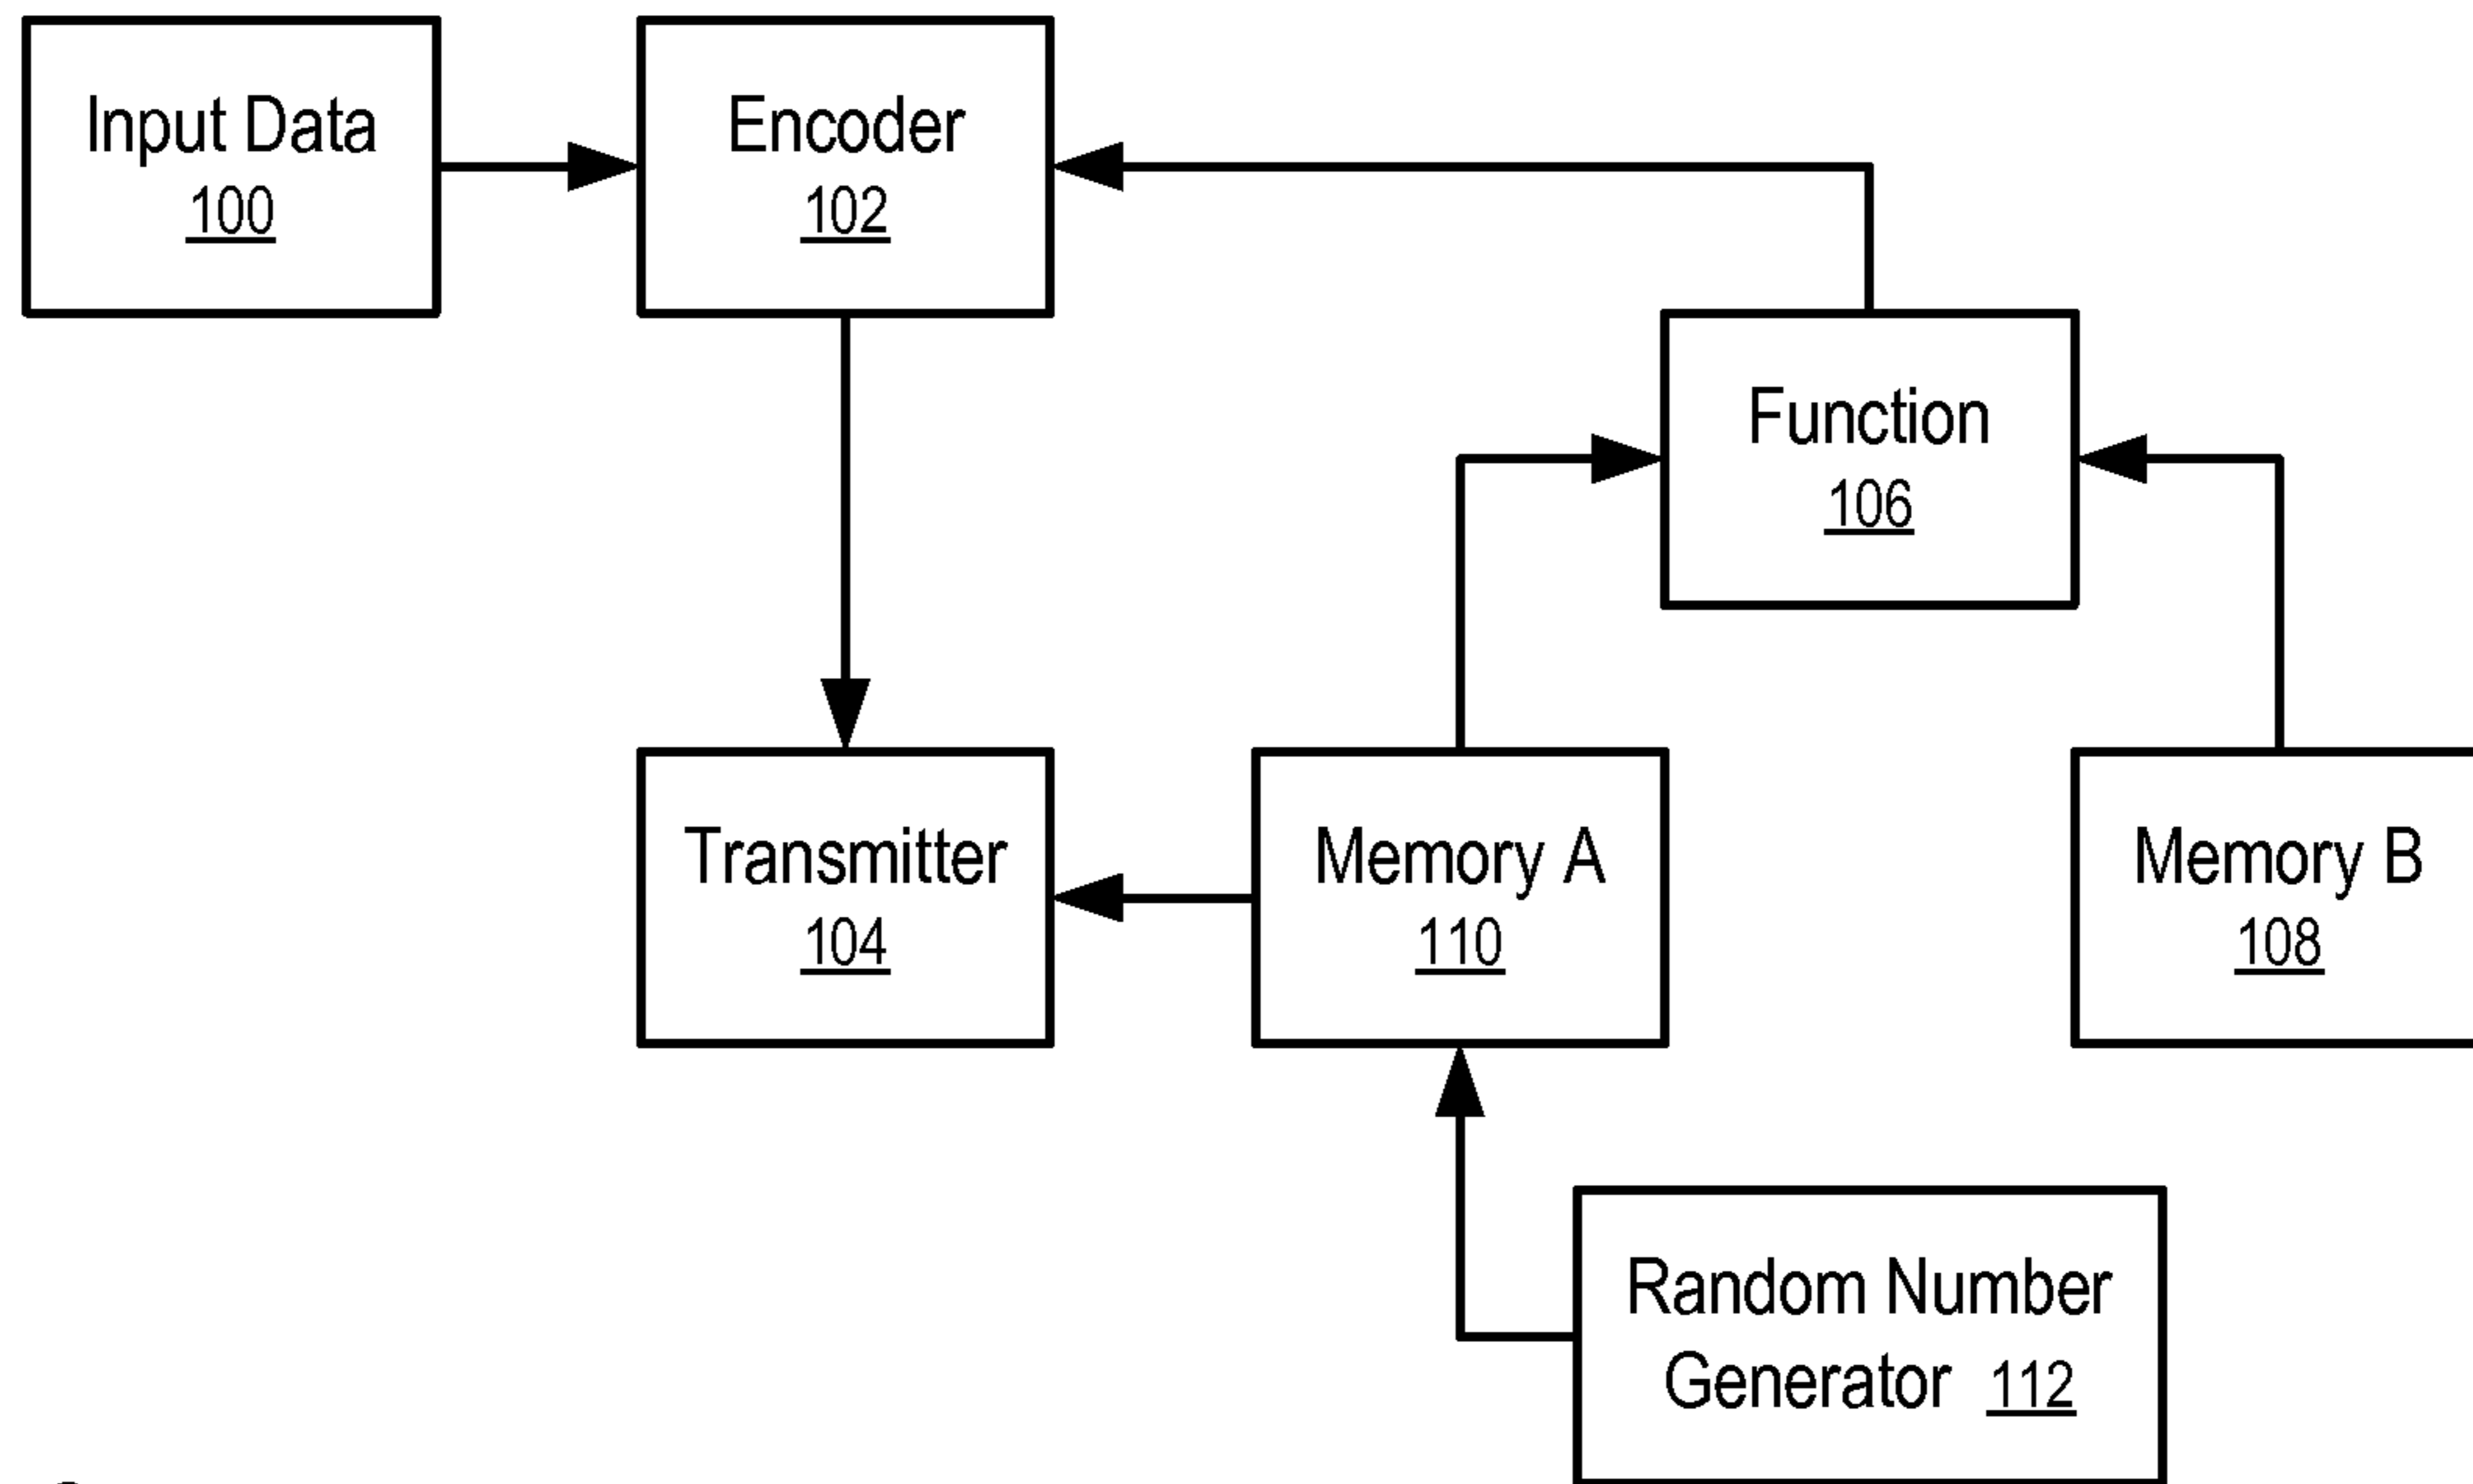 Input Data
100
Encoder
102
Function
106
Transmitter
104
Memory A
110
Memory B
108
Random Number
Generator 112